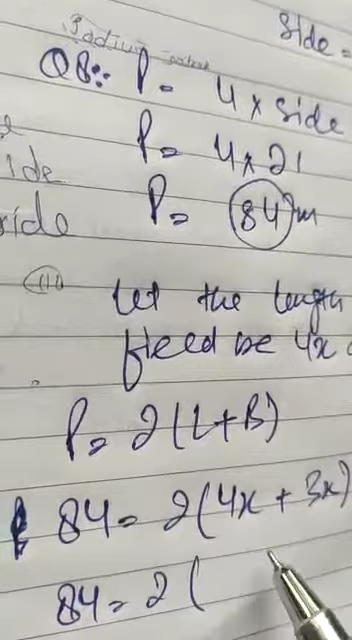 Side =
Q8:- P = 4 x side
P = 4 x 21
ide
P = 84 m
ride
(ii) Let the length
field be 4x
P = 2(L+B)
84 = 2(4x + 3x)
84 = 2 (